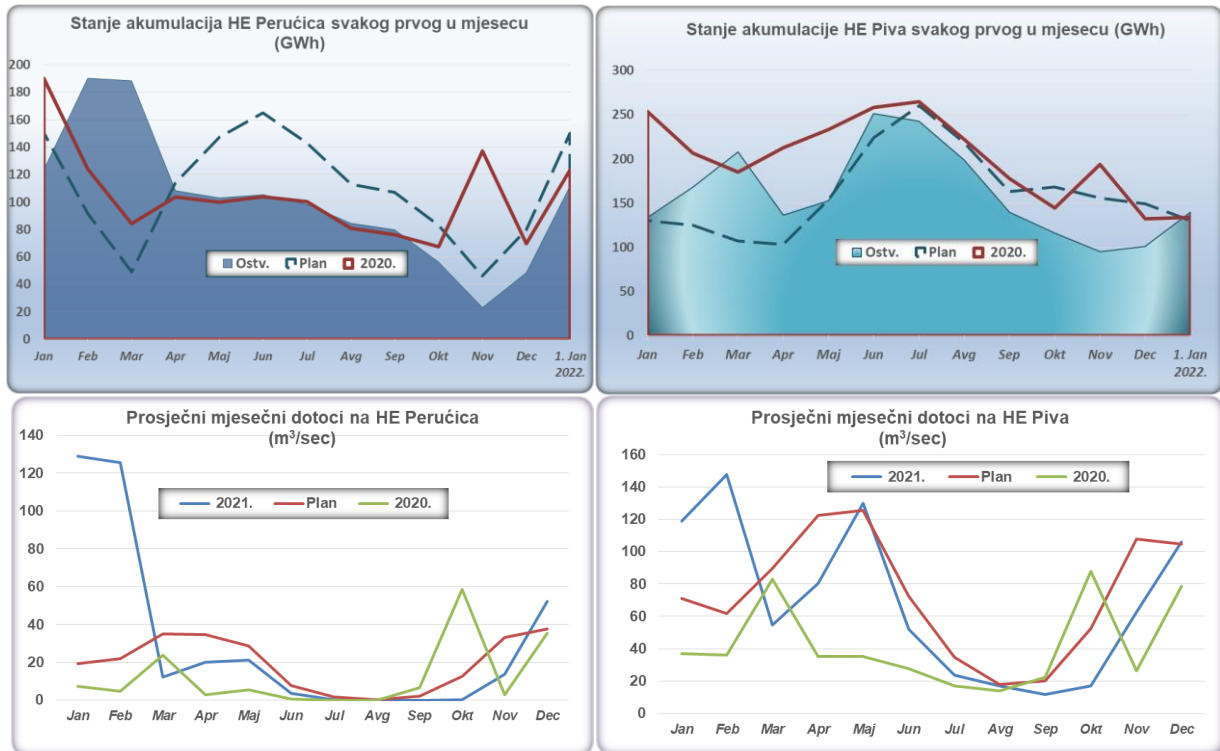 Stanje akumulacija HE Perućica svakog prvog u mjesecu
(GWh)
200
180
160
140
120
100
80
60
40
20
0
Ostv. Plan 2020.
Jan Feb Mar Apr Maj Jun Jul Avg Sep Okt Nov Dec 1. Jan
2022.
Stanje akumulacije HE Piva svakog prvog u mjesecu (GWh)
300
250
200
150
100
50
0
Ostv. Plan 2020.
Jan Feb Mar Apr Maj Jun Jul Avg Sep Okt Nov Dec 1. Jan
2022.
Prosječni mjesečni dotoci na HE Perućica
(m³/sec)
140
120
100
80
60
40
20
0
2021. Plan 2020.
Jan Feb Mar Apr Maj Jun Jul Avg Sep Okt Nov Dec
Prosječni mjesečni dotoci na HE Piva
(m³/sec)
160
140
120
100
80
60
40
20
0
2021. Plan 2020.
Jan Feb Mar Apr Maj Jun Jul Avg Sep Okt Nov Dec